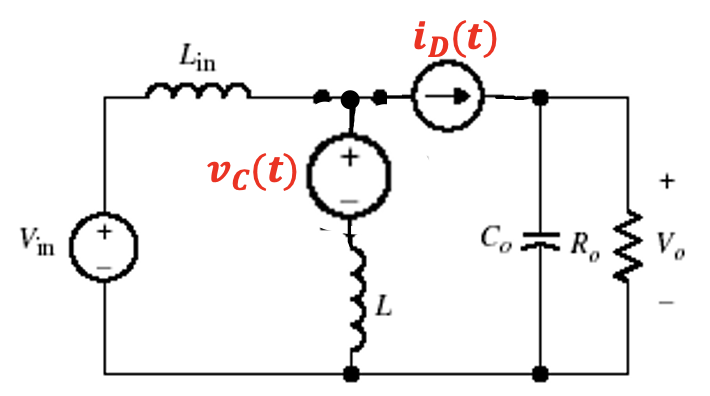 i_D(t)
L_in
+
v_C(t)
−
V_in
+
−
C_o
R_o
+
V_o
−
L